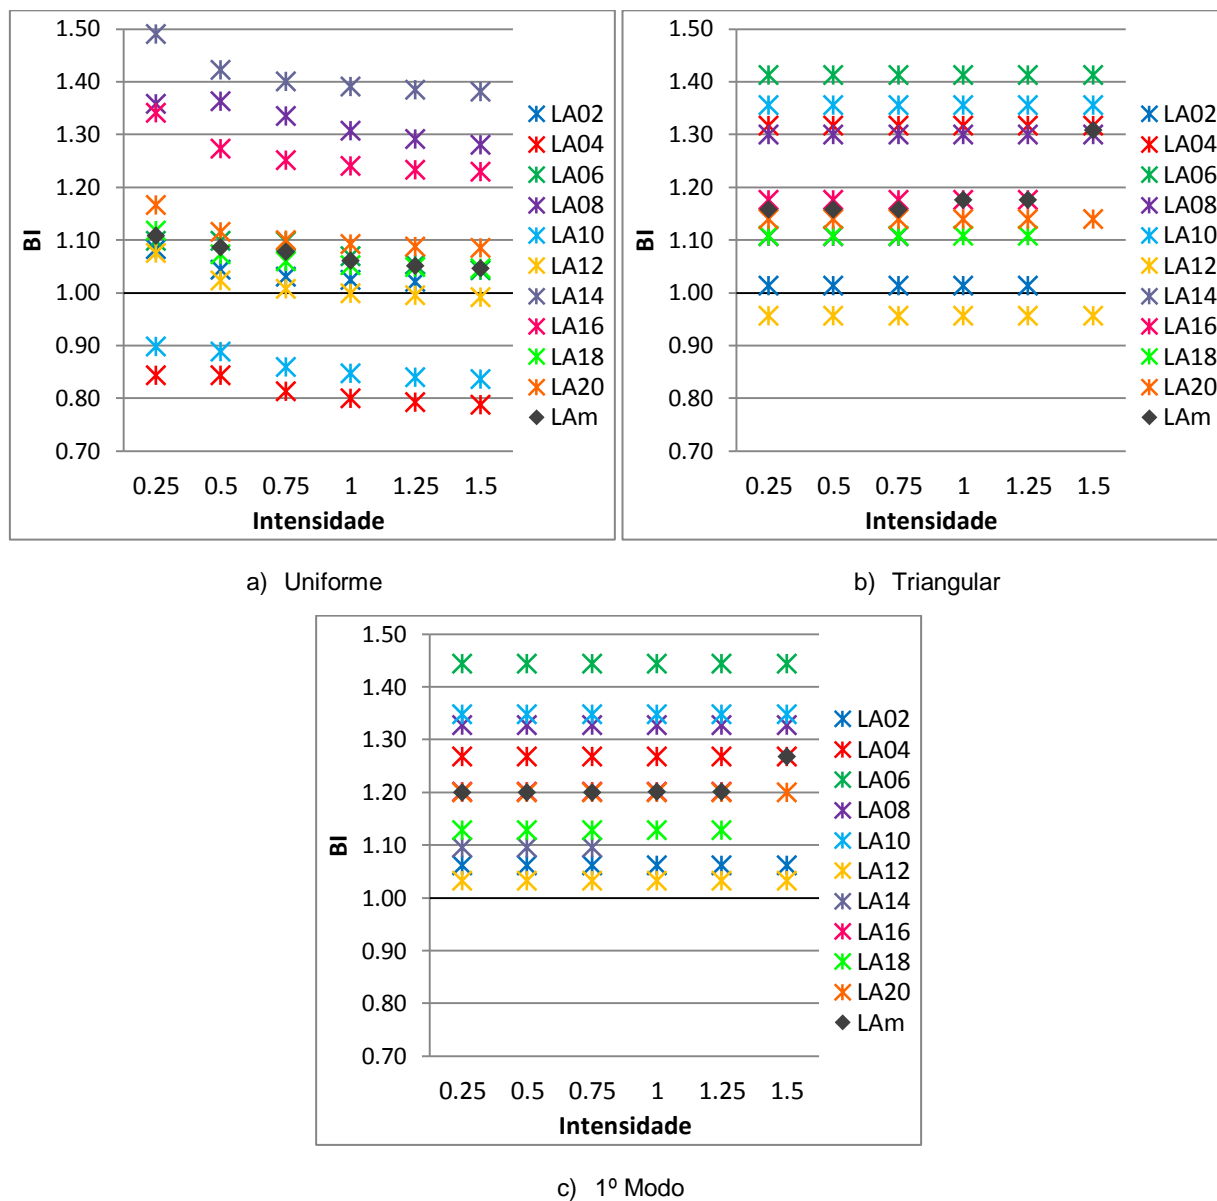 1.50
1.40
1.30
1.20
1.10
1.00
0.90
0.80
0.70
BI
0.25 0.5 0.75 1 1.25 1.5
Intensidade
LA02
LA04
LA06
LA08
LA10
LA12
LA14
LA16
LA18
LA20
LAm
a) Uniforme
1.50
1.40
1.30
1.20
1.10
1.00
0.90
0.80
0.70
BI
0.25 0.5 0.75 1 1.25 1.5
Intensidade
LA02
LA04
LA06
LA08
LA10
LA12
LA14
LA16
LA18
LA20
LAm
b) Triangular
1.50
1.40
1.30
1.20
1.10
1.00
0.90
0.80
0.70
BI
0.25 0.5 0.75 1 1.25 1.5
Intensidade
LA02
LA04
LA06
LA08
LA10
LA12
LA14
LA16
LA18
LA20
LAm
c) 1º Modo